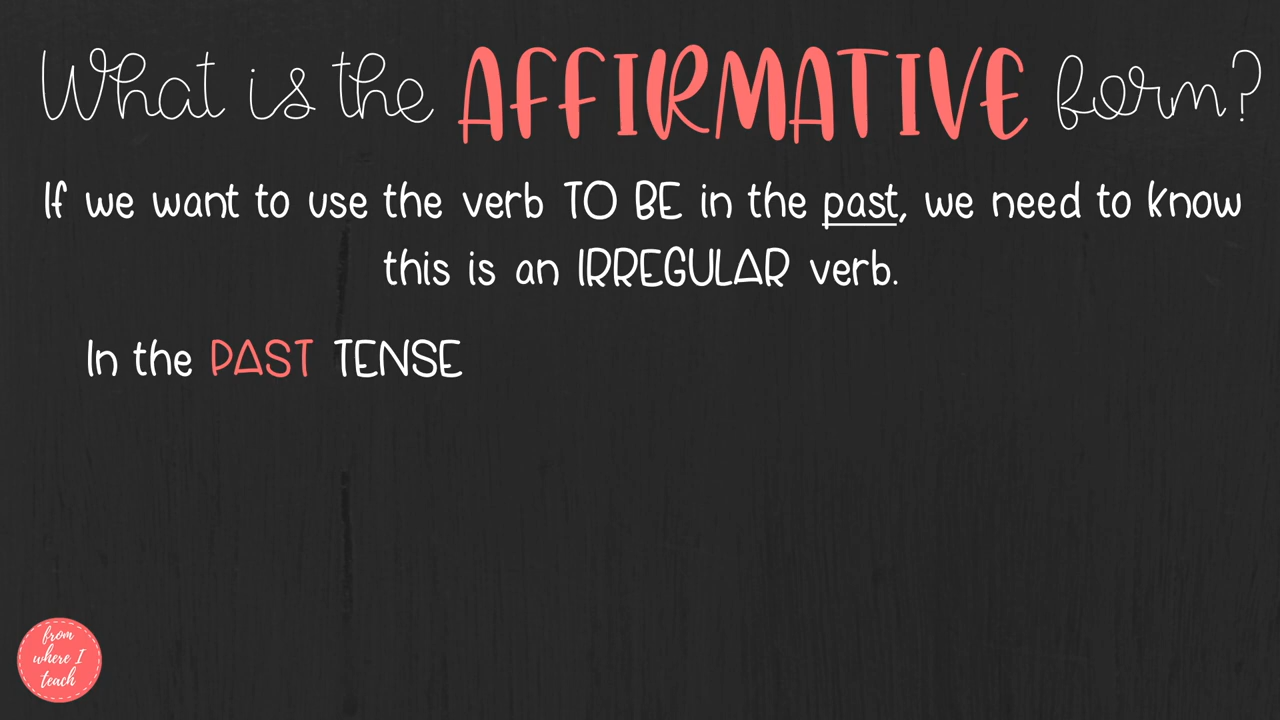 What is the AFFIRMATIVE form?
If we want to use the verb TO BE in the past, we need to know
this is an IRREGULAR verb.
In the PAST TENSE
from
where I
teach